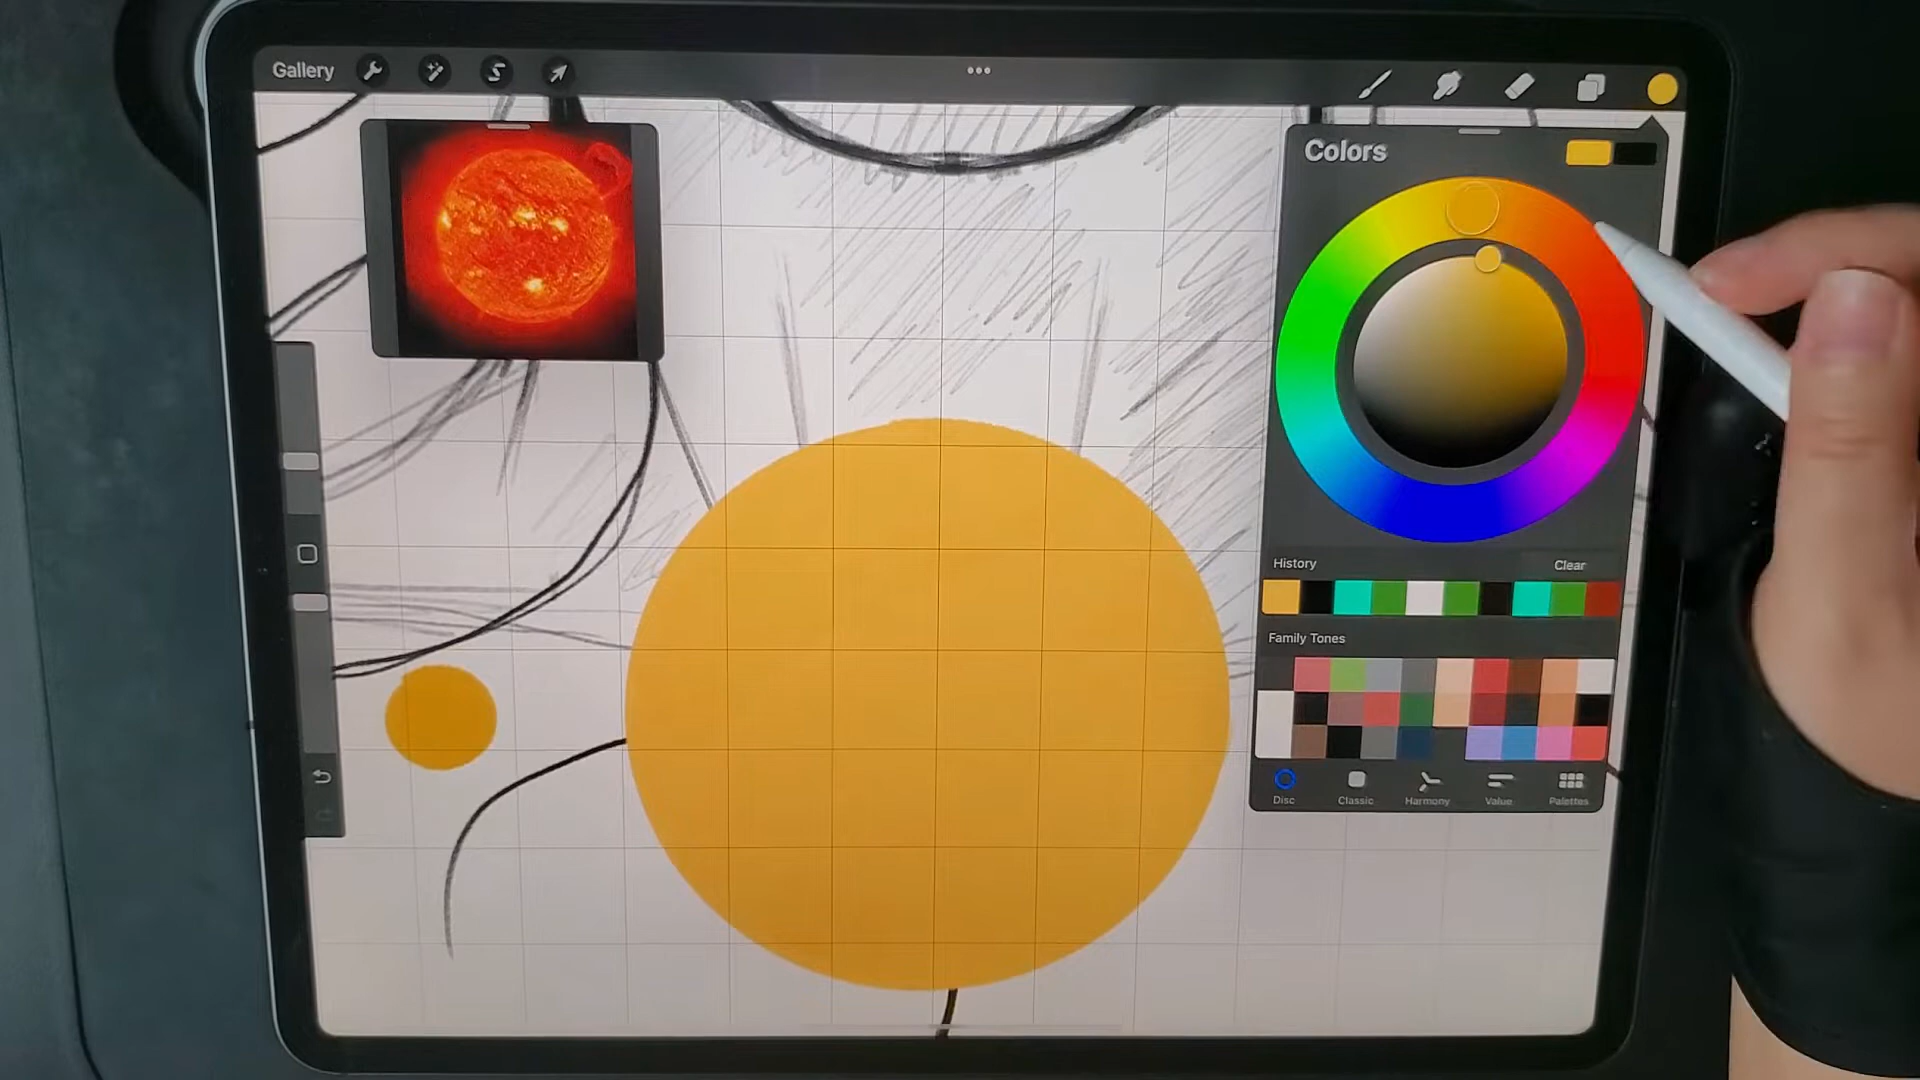 Gallery
Colors
History
Clear
Family Tones
Disc
Classic
Harmony
Value
Palettes